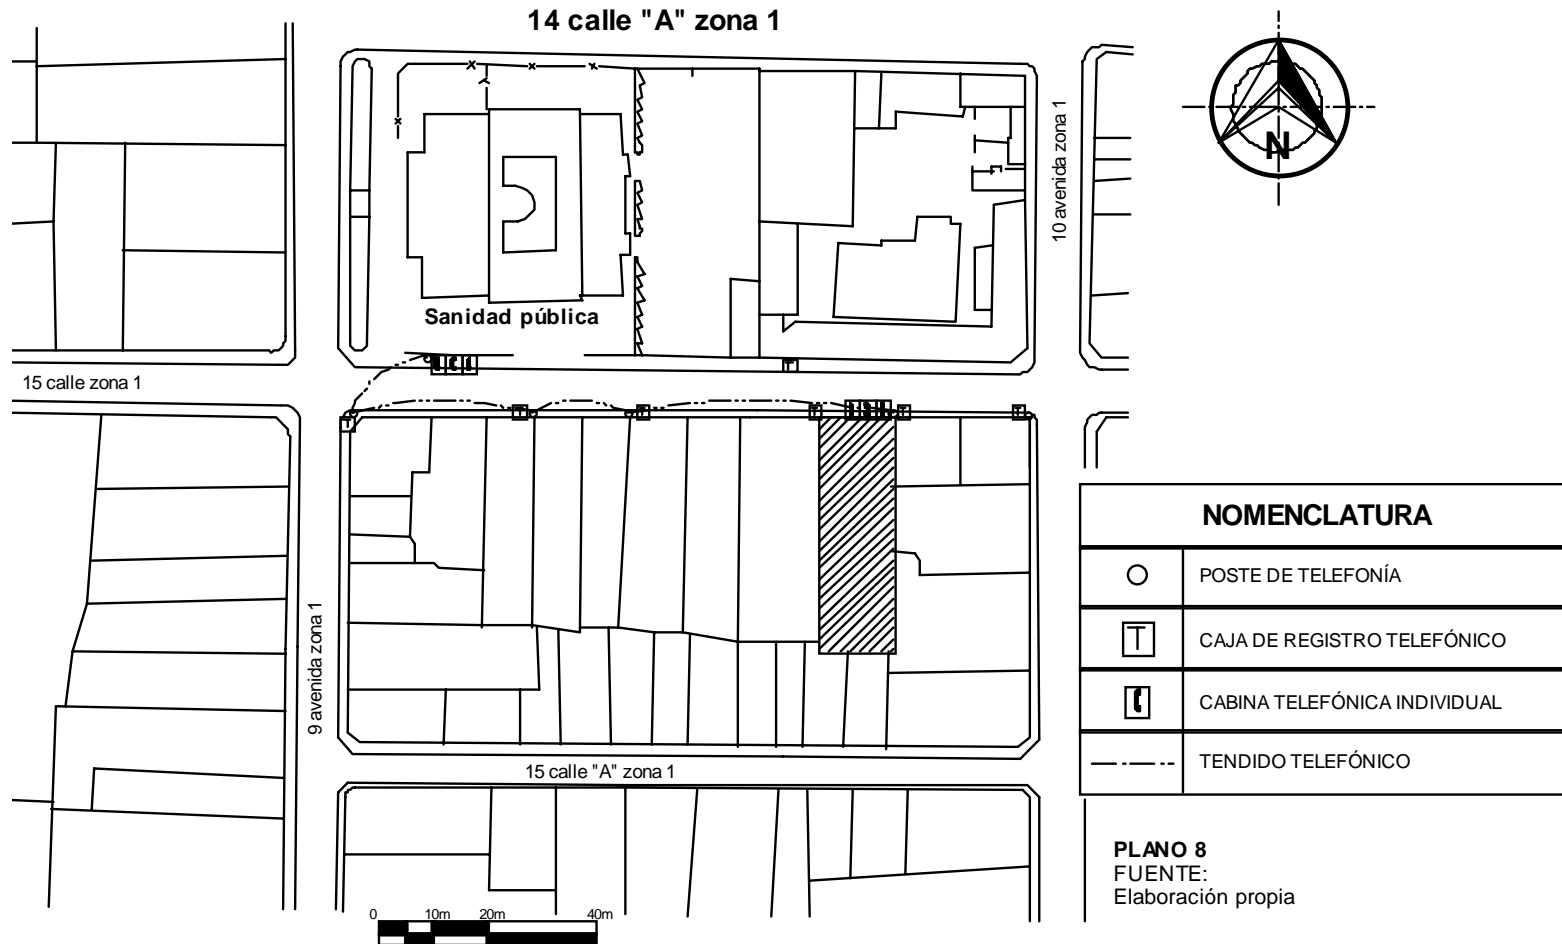 14 calle "A" zona 1
10 avenida zona 1
N
Sanidad pública
15 calle zona 1
T
T
T
T
T
T
T
NOMENCLATURA
POSTE DE TELEFONÍA
T
CAJA DE REGISTRO TELEFÓNICO
CABINA TELEFÓNICA INDIVIDUAL
TENDIDO TELEFÓNICO
9 avenida zona 1
15 calle "A" zona 1
PLANO 8
FUENTE:
Elaboración propia
0 10m 20m 40m